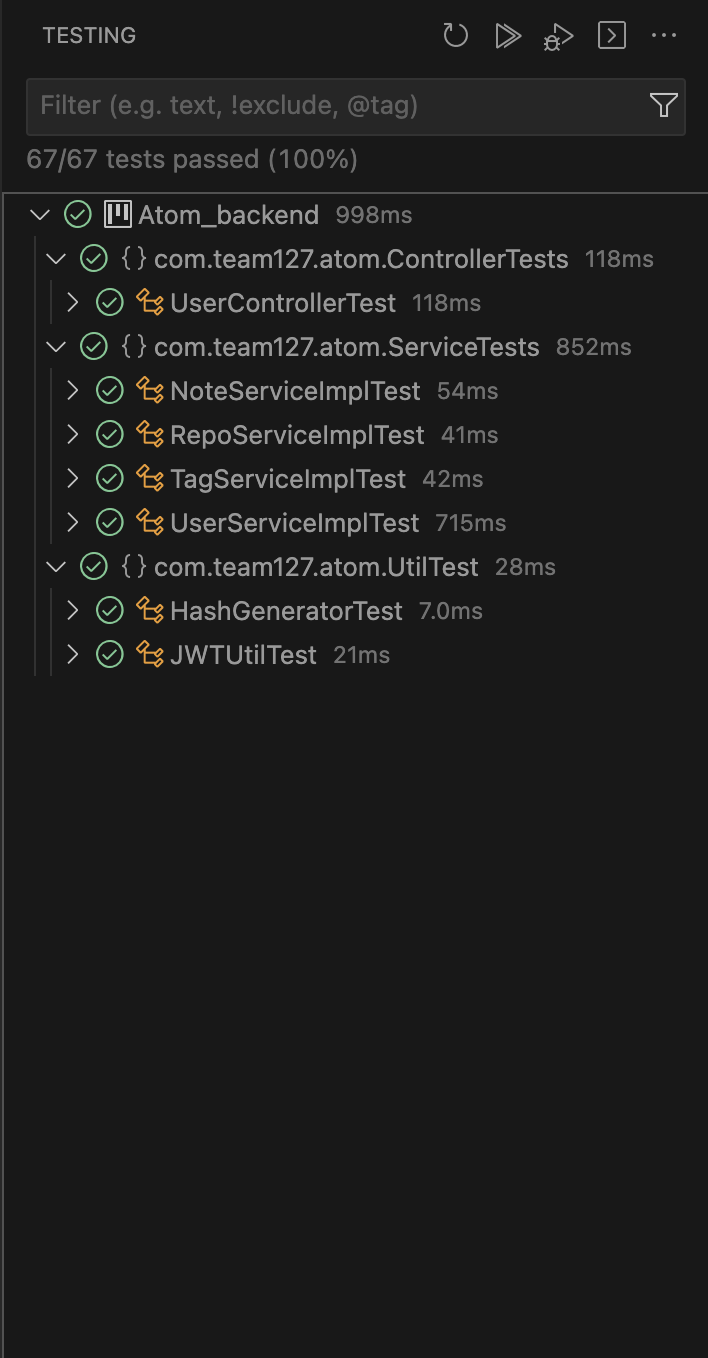 TESTING
Filter (e.g. text, !exclude, @tag)
67/67 tests passed (100%)
Atom_backend 998ms
{} com.team127.atom.ControllerTests 118ms
UserControllerTest 118ms
{} com.team127.atom.ServiceTests 852ms
NoteServiceImplTest 54ms
RepoServiceImplTest 41ms
TagServiceImplTest 42ms
UserServiceImplTest 715ms
{} com.team127.atom.UtilTest 28ms
HashGeneratorTest 7.0ms
JWTUtilTest 21ms